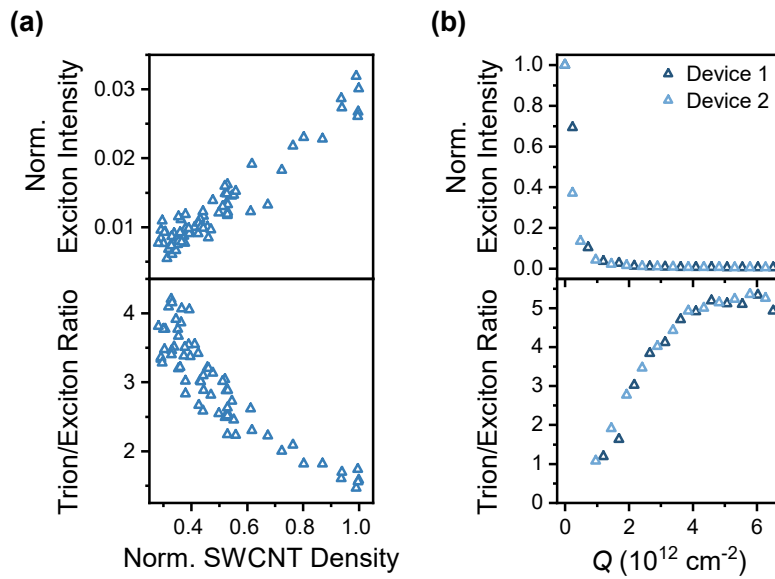 (a)
Norm.
Exciton Intensity
0.03
0.02
0.01
Trion/Exciton Ratio
4
3
2
0.4
0.6
0.8
1.0
Norm. SWCNT Density
(b)
Norm.
Exciton Intensity
1.0
0.8
0.6
0.4
0.2
0.0
Device 1
Device 2
Trion/Exciton Ratio
5
4
3
2
1
0
0
2
4
6
Q (10¹² cm⁻²)